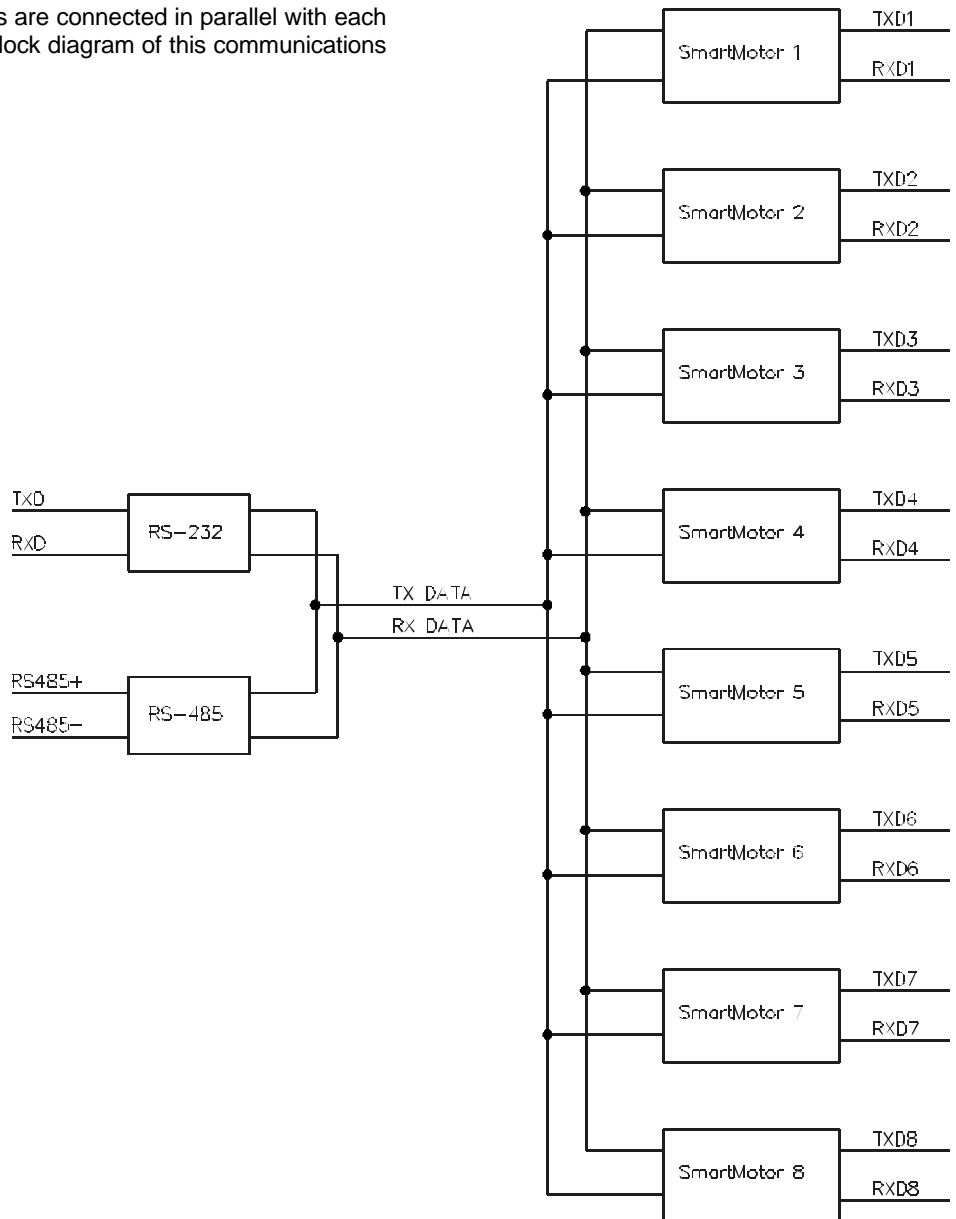 s are connected in parallel with each
lock diagram of this communications
TXD1
SmartMotor 1
RXD1
TXD2
SmartMotor 2
RXD2
TXD3
SmartMotor 3
RXD3
TXD
RS-232
RXD
TXD4
SmartMotor 4
RXD4
TX DATA
RX DATA
RS485+
RS-485
RS485-
TXD5
SmartMotor 5
RXD5
TXD6
SmartMotor 6
RXD6
TXD7
SmartMotor 7
RXD7
TXD8
SmartMotor 8
RXD8